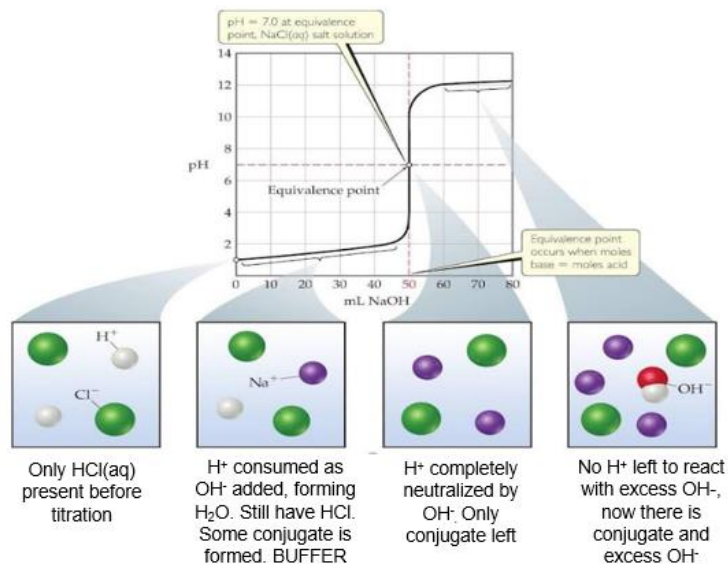 pH = 7.0 at equivalence
point, NaCl(aq) salt solution
14
12
10
8
6
4
2
pH
Equivalence point
Equivalence point
occurs when moles
base = moles acid
0 10 20 30 40 50 60 70 80
mL NaOH
H+
Cl−
Na+
OH−
Only HCl(aq)
present before
titration
H+ consumed as
OH- added, forming
H2O. Still have HCl.
Some conjugate is
formed. BUFFER
H+ completely
neutralized by
OH-. Only
conjugate left
No H+ left to react
with excess OH-,
now there is
conjugate and
excess OH-